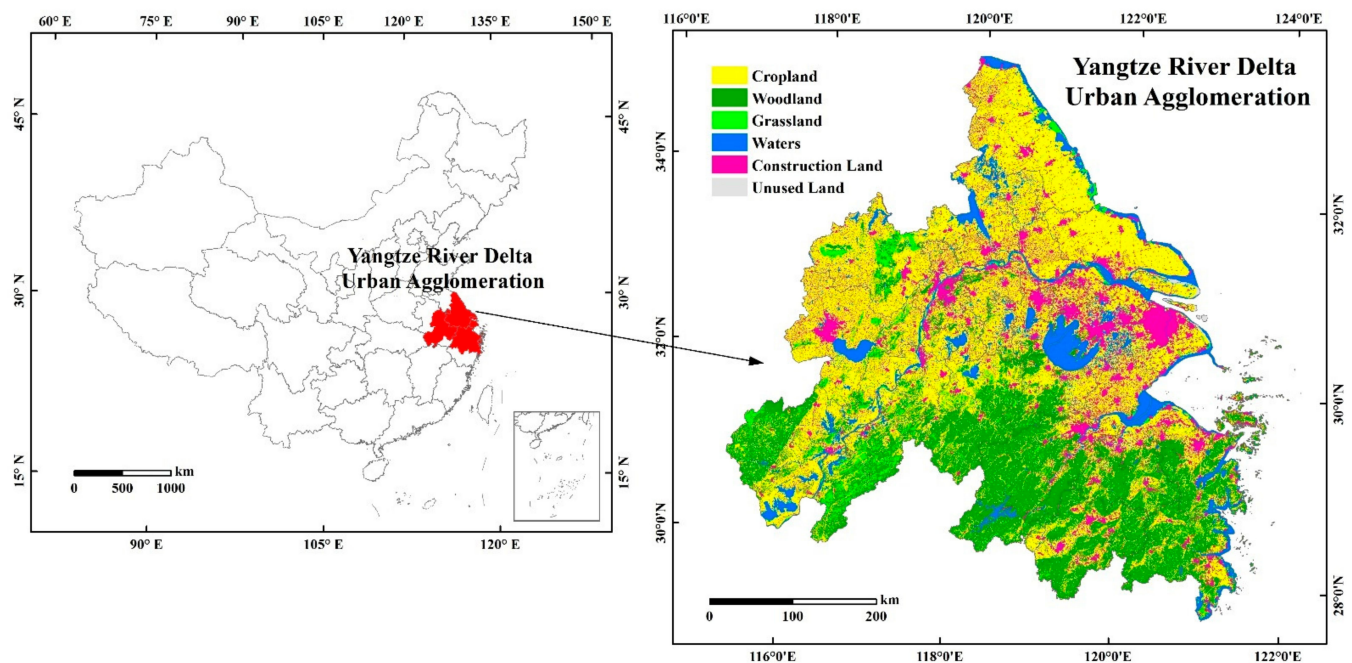 60° E
75° E
90° E
105° E
120° E
135° E
150° E
45° N
30° N
15° N
45° N
30° N
15° N
Yangtze River Delta
Urban Agglomeration
km
0 500 1000
90° E
105° E
120° E
116°0'E
118°0'E
120°0'E
122°0'E
124°0'E
Yangtze River Delta
Urban Agglomeration
Cropland
Woodland
Grassland
Waters
Construction Land
Unused Land
34°0'N
32°0'N
30°0'N
32°0'N
30°0'N
28°0'N
km
0 100 200
116°0'E
118°0'E
120°0'E
122°0'E